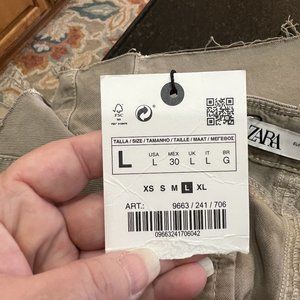 FSC
TALLA / SIZE / TAMANHO / TAILLE / MAAT / ΜΕΓΕΘΟΣ
L
USA MEX UK IT BR
L 30 L L G
XS S M L XL
ART.: 9663 / 241 / 706
09663241706042
ZARA